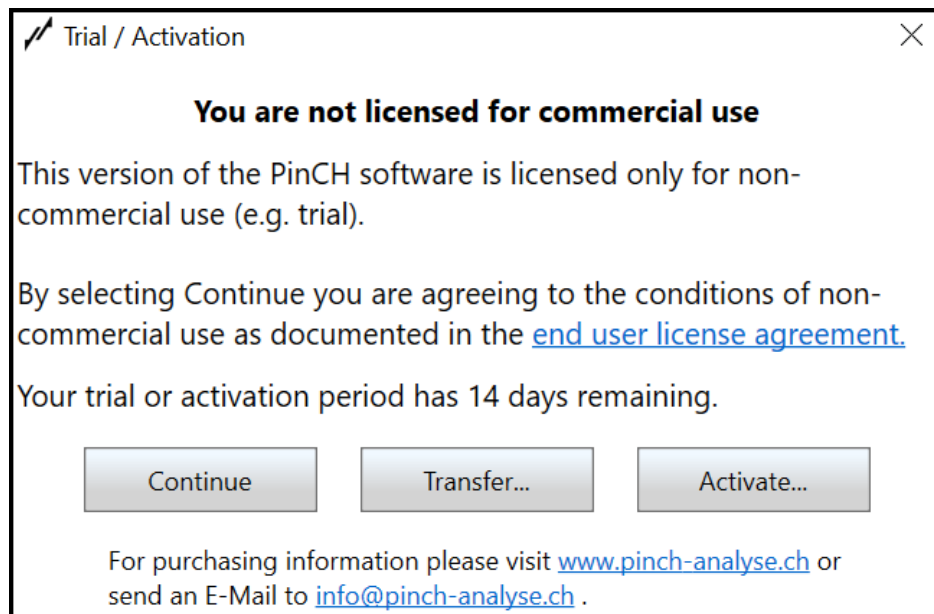 Trial / Activation
You are not licensed for commercial use
This version of the PinCH software is licensed only for non-
commercial use (e.g. trial).
By selecting Continue you are agreeing to the conditions of non-
commercial use as documented in the end user license agreement.
Your trial or activation period has 14 days remaining.
Continue
Transfer...
Activate...
For purchasing information please visit www.pinch-analyse.ch or
send an E-Mail to info@pinch-analyse.ch .